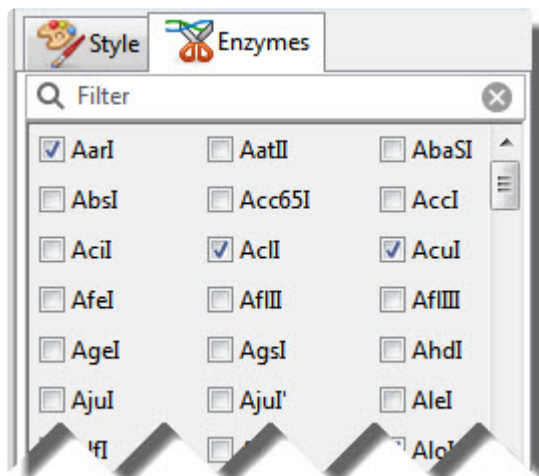 Style Enzymes
Filter
AarI AatII AbaSI
AbsI Acc65I AccI
AciI AclI AcuI
AfeI AflII AflIII
AgeI AgsI AhdI
AjuI AjuI' AleI